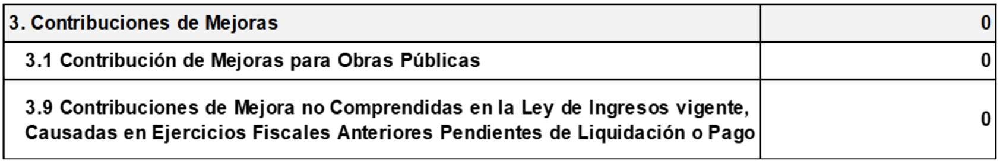 3. Contribuciones de Mejoras 0
3.1 Contribución de Mejoras para Obras Públicas 0
3.9 Contribuciones de Mejora no Comprendidas en la Ley de Ingresos vigente,
Causadas en Ejercicios Fiscales Anteriores Pendientes de Liquidación o Pago 0